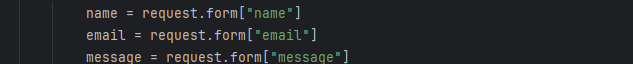 name = request.form["name"]
email = request.form["email"]
message = request.form["message"]